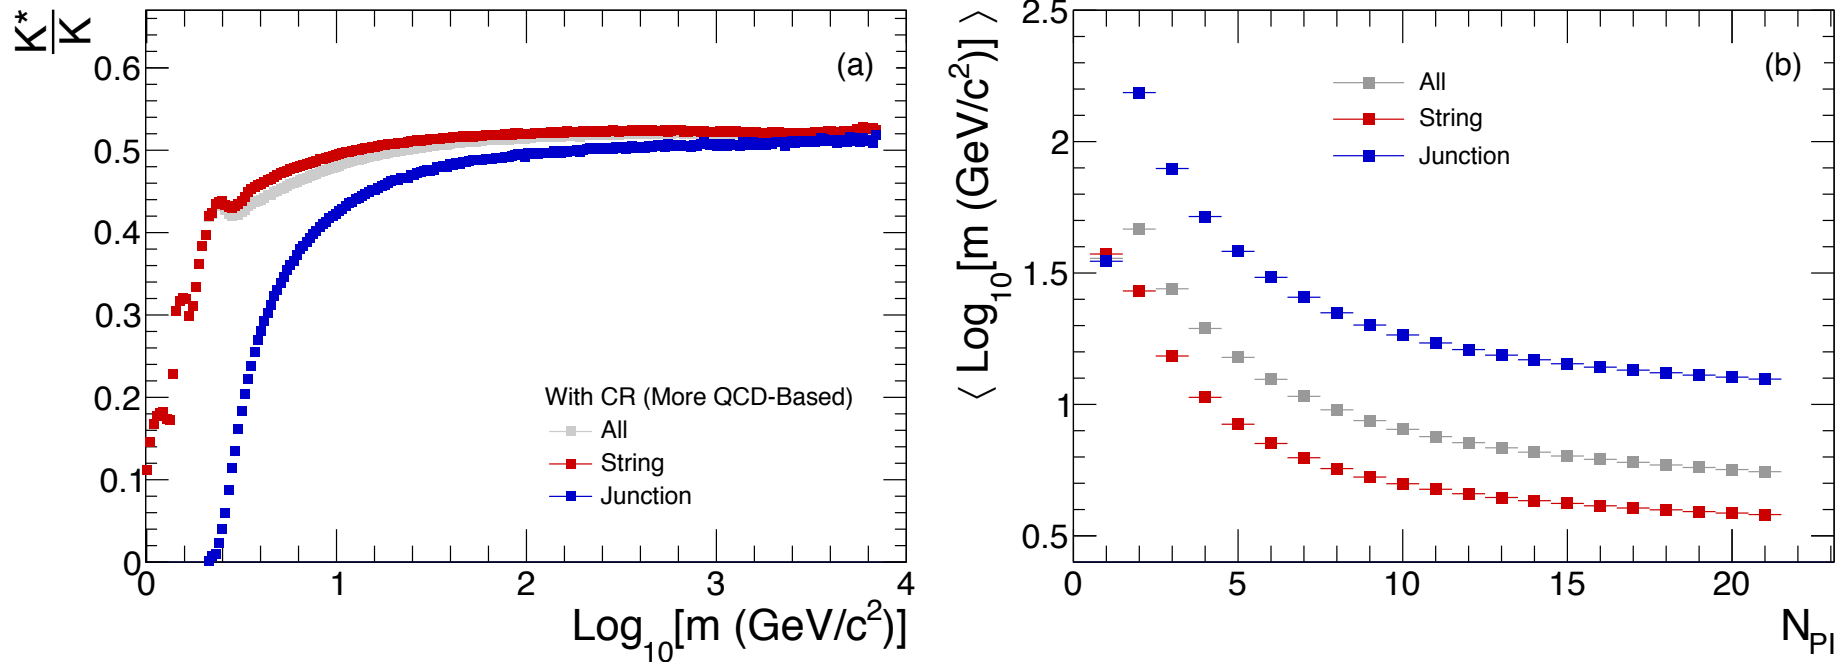 K*
K
0.6
0.5
0.4
0.3
0.2
0.1
0
0 1 2 3 4
(a)
With CR (More QCD-Based)
All
String
Junction
Log10[m (GeV/c2)]
⟨ Log10[m (GeV/c2)] ⟩
2.5
2
1.5
1
0.5
0 5 10 15 20
(b)
All
String
Junction